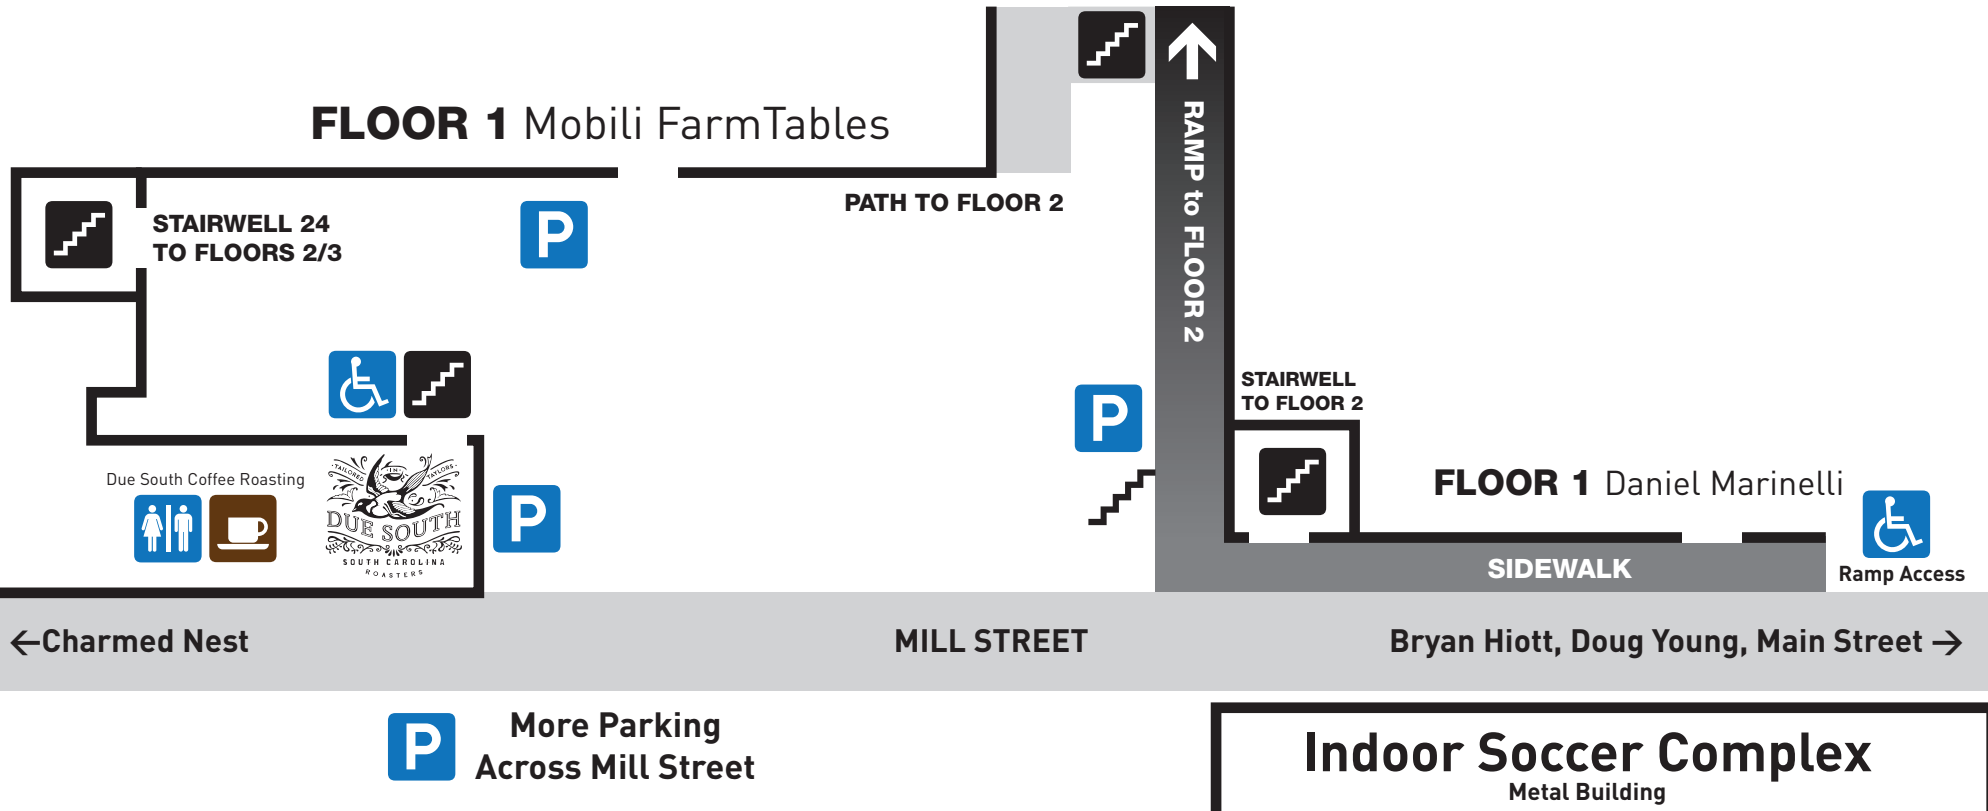 FLOOR 1 Mobili FarmTables
RAMP to FLOOR 2
PATH TO FLOOR 2
STAIRWELL 24
TO FLOORS 2/3
P
P
STAIRWELL
TO FLOOR 2
Due South Coffee Roasting
· TAILORED · IN · TAYLORS ·
DUE SOUTH
SOUTH CAROLINA
ROASTERS
P
FLOOR 1 Daniel Marinelli
SIDEWALK
Ramp Access
←Charmed Nest
MILL STREET
Bryan Hiott, Doug Young, Main Street →
P
More Parking
Across Mill Street
Indoor Soccer Complex
Metal Building